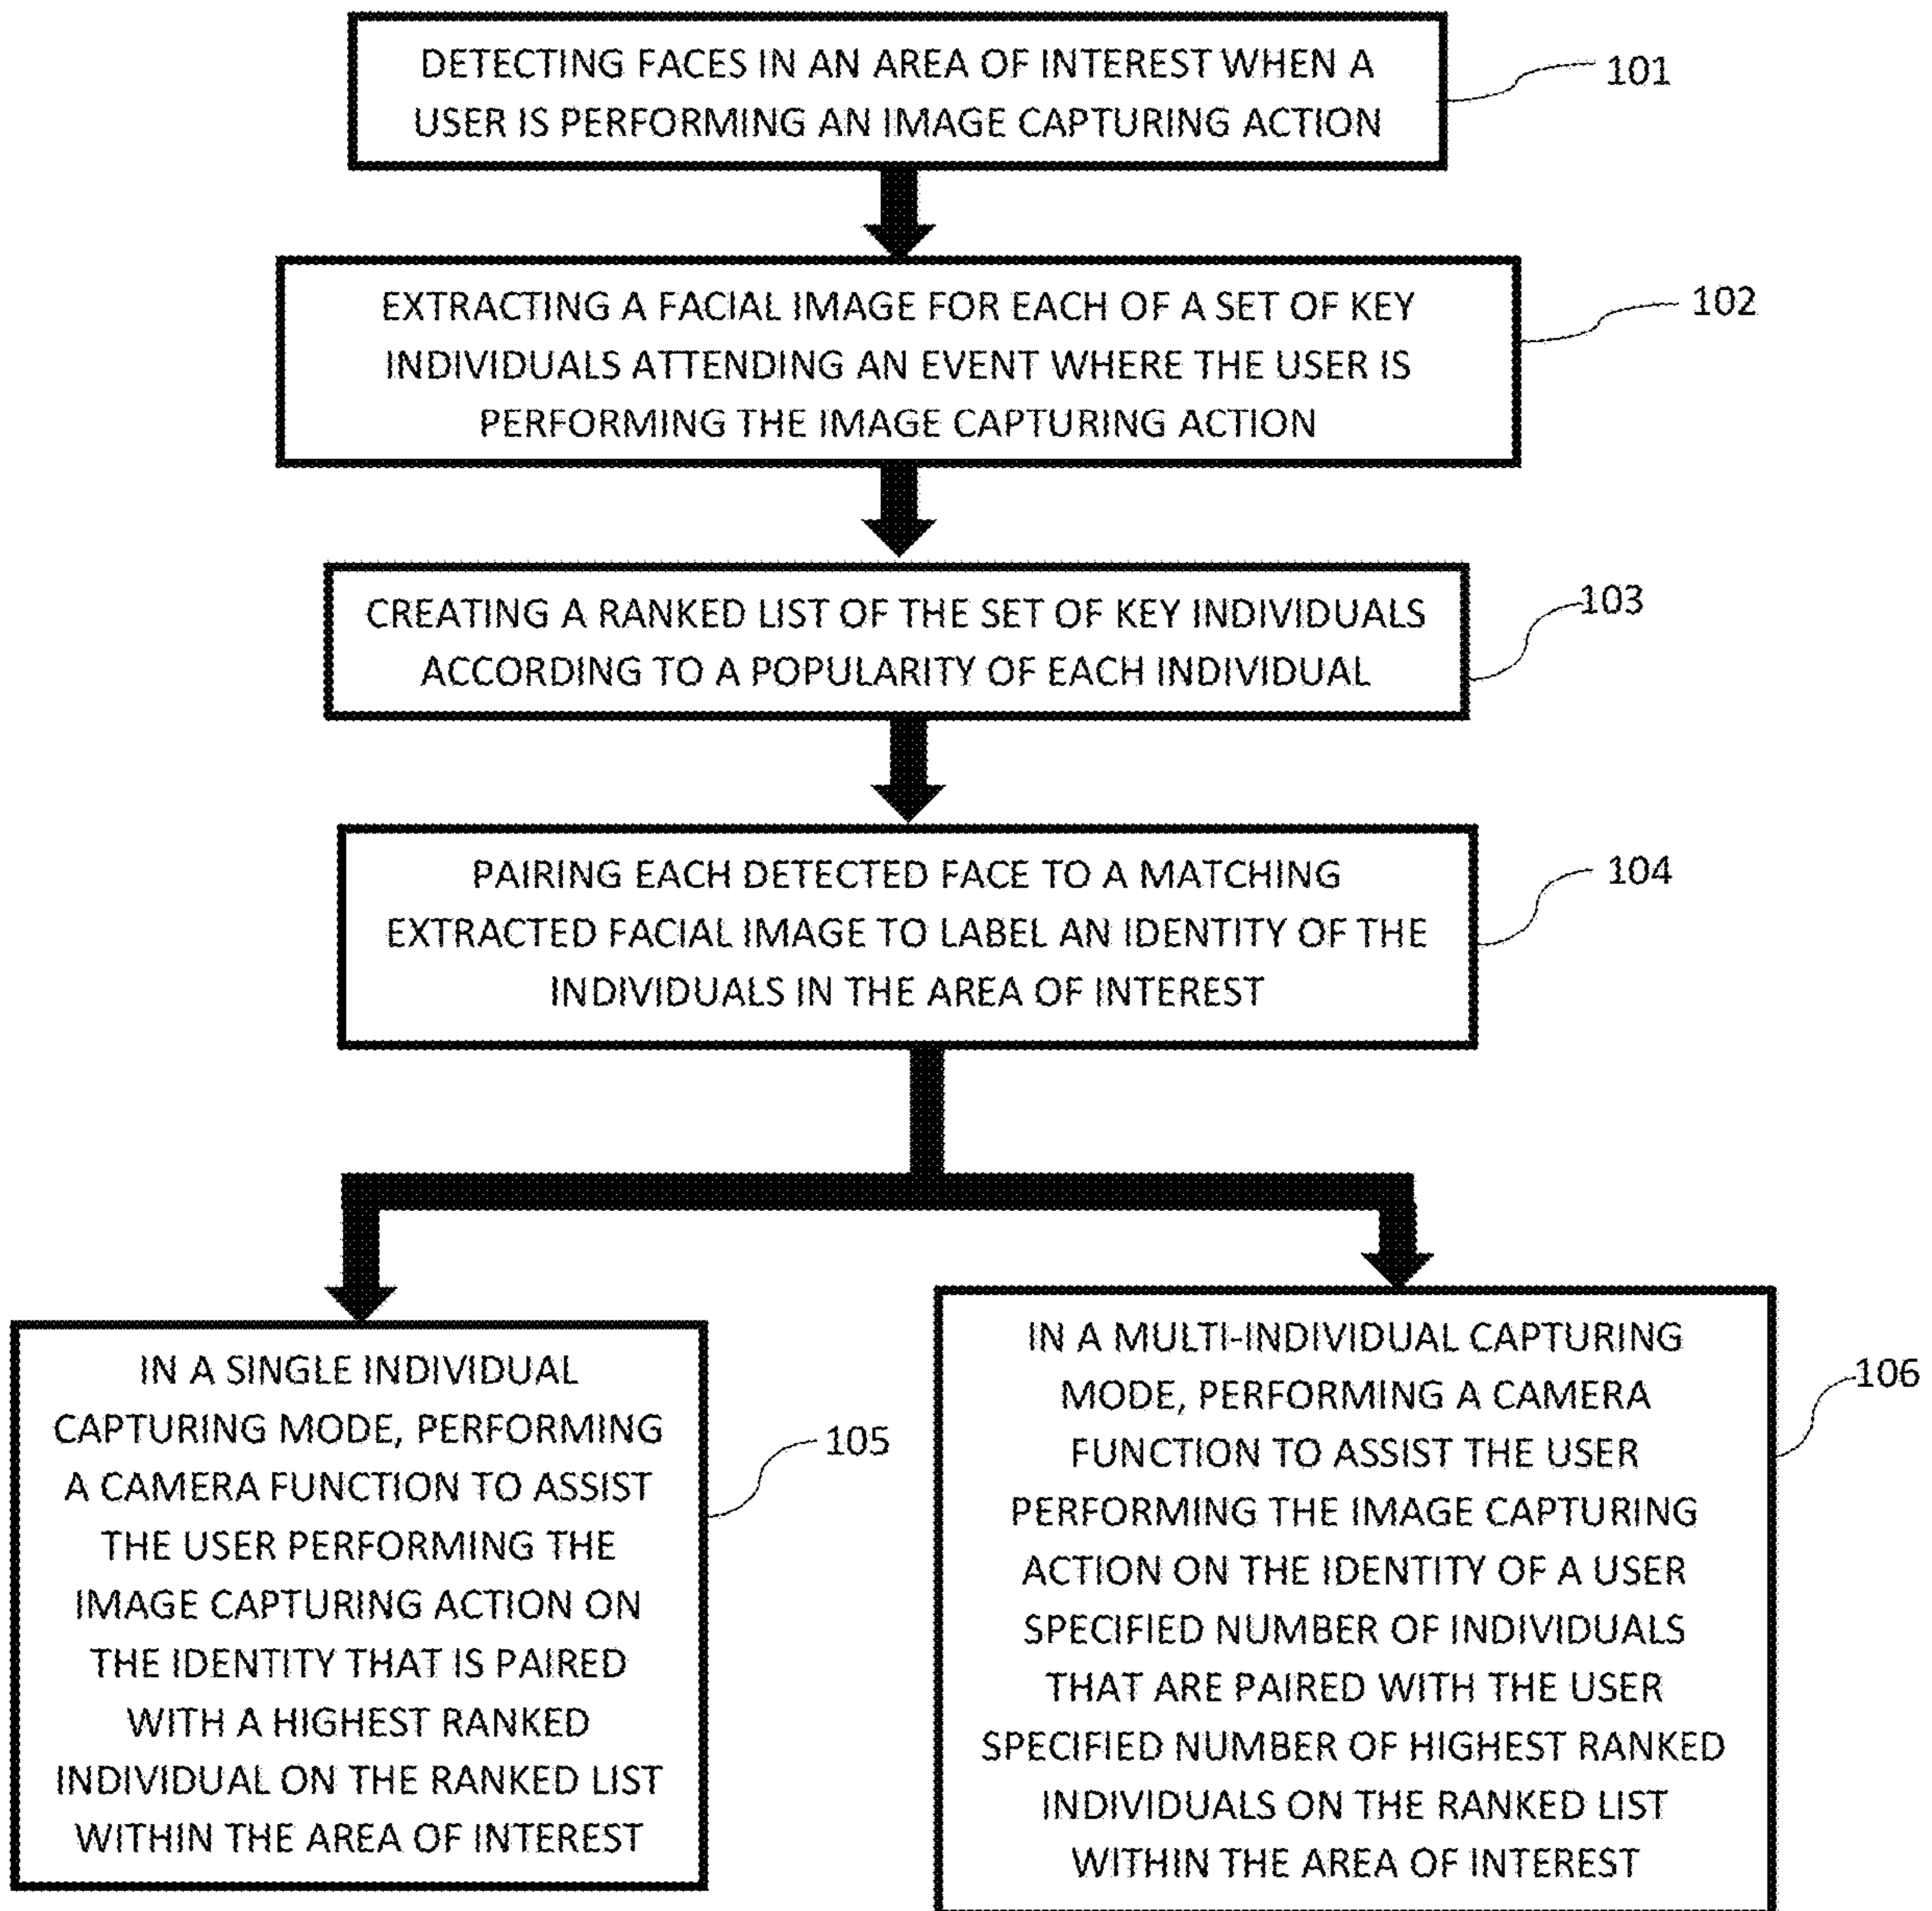 DETECTING FACES IN AN AREA OF INTEREST WHEN A
USER IS PERFORMING AN IMAGE CAPTURING ACTION
101
EXTRACTING A FACIAL IMAGE FOR EACH OF A SET OF KEY
INDIVIDUALS ATTENDING AN EVENT WHERE THE USER IS
PERFORMING THE IMAGE CAPTURING ACTION
102
CREATING A RANKED LIST OF THE SET OF KEY INDIVIDUALS
ACCORDING TO A POPULARITY OF EACH INDIVIDUAL
103
PAIRING EACH DETECTED FACE TO A MATCHING
EXTRACTED FACIAL IMAGE TO LABEL AN IDENTITY OF THE
INDIVIDUALS IN THE AREA OF INTEREST
104
IN A SINGLE INDIVIDUAL
CAPTURING MODE, PERFORMING
A CAMERA FUNCTION TO ASSIST
THE USER PERFORMING THE
IMAGE CAPTURING ACTION ON
THE IDENTITY THAT IS PAIRED
WITH A HIGHEST RANKED
INDIVIDUAL ON THE RANKED LIST
WITHIN THE AREA OF INTEREST
105
IN A MULTI-INDIVIDUAL CAPTURING
MODE, PERFORMING A CAMERA
FUNCTION TO ASSIST THE USER
PERFORMING THE IMAGE CAPTURING
ACTION ON THE IDENTITY OF A USER
SPECIFIED NUMBER OF INDIVIDUALS
THAT ARE PAIRED WITH THE USER
SPECIFIED NUMBER OF HIGHEST RANKED
INDIVIDUALS ON THE RANKED LIST
WITHIN THE AREA OF INTEREST
106